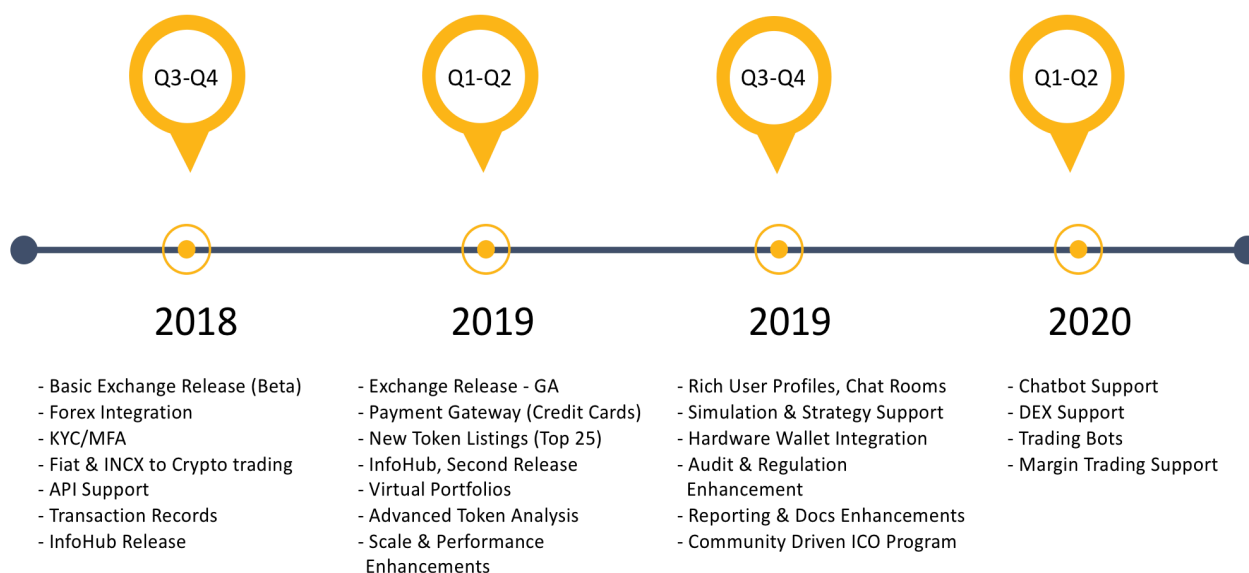 Q3-Q4
Q1-Q2
Q3-Q4
Q1-Q2
2018
2019
2019
2020
- Basic Exchange Release (Beta)
- Forex Integration
- KYC/MFA
- Fiat & INCX to Crypto trading
- API Support
- Transaction Records
- InfoHub Release
- Exchange Release - GA
- Payment Gateway (Credit Cards)
- New Token Listings (Top 25)
- InfoHub, Second Release
- Virtual Portfolios
- Advanced Token Analysis
- Scale & Performance
Enhancements
- Rich User Profiles, Chat Rooms
- Simulation & Strategy Support
- Hardware Wallet Integration
- Audit & Regulation
Enhancement
- Reporting & Docs Enhancements
- Community Driven ICO Program
- Chatbot Support
- DEX Support
- Trading Bots
- Margin Trading Support